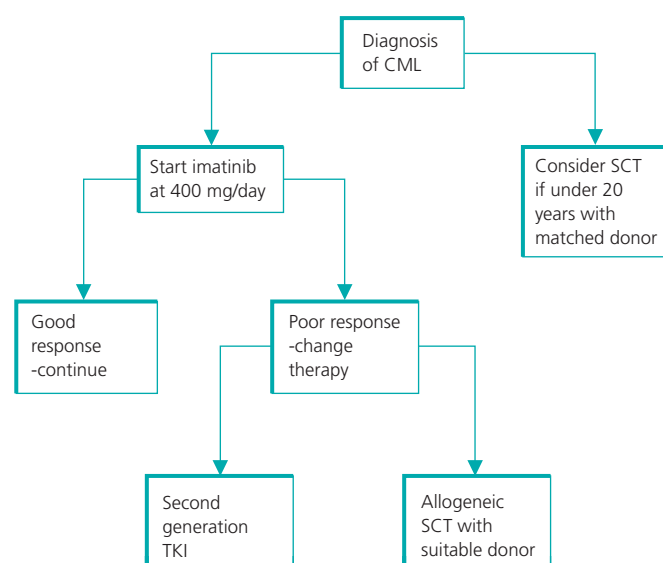 Diagnosis
of CML
Start imatinib
at 400 mg/day
Consider SCT
if under 20
years with
matched donor
Good
response
-continue
Poor response
-change
therapy
Second
generation
TKI
Allogeneic
SCT with
suitable donor